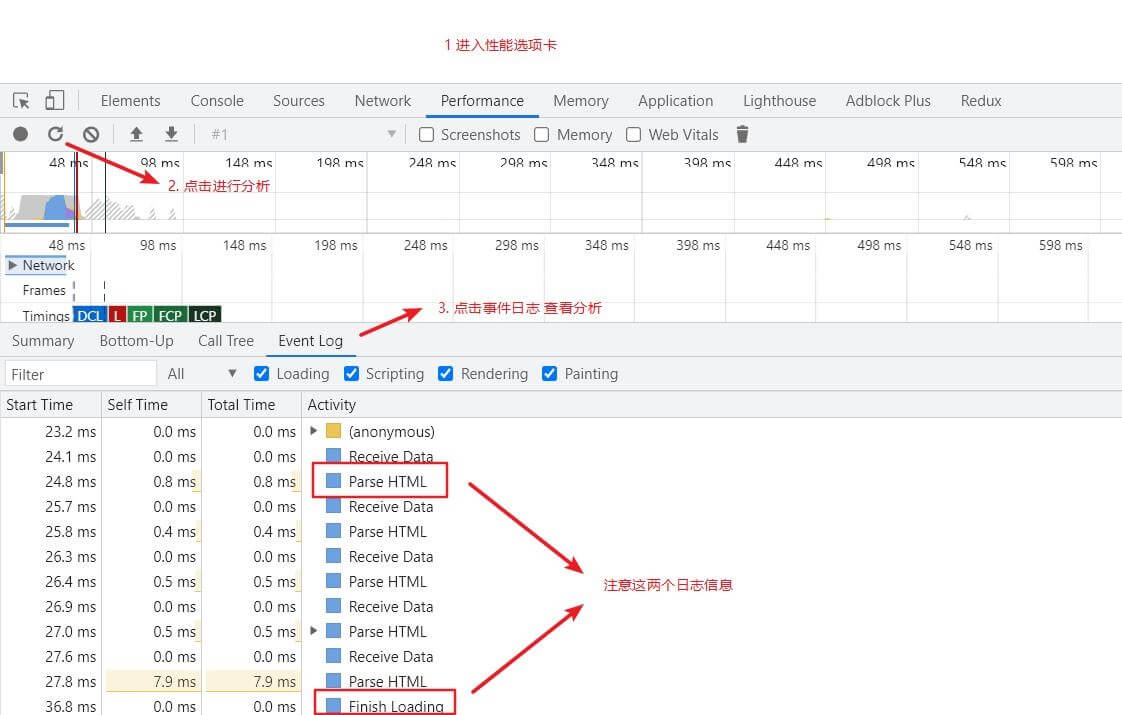 1 进入性能选项卡
Elements Console Sources Network Performance Memory Application Lighthouse Adblock Plus Redux
#1 Screenshots Memory Web Vitals
48 ms 98 ms 148 ms 198 ms 248 ms 298 ms 348 ms 398 ms 448 ms 498 ms 548 ms 598 ms
2. 点击进行分析
48 ms 98 ms 148 ms 198 ms 248 ms 298 ms 348 ms 398 ms 448 ms 498 ms 548 ms 598 ms
Network
Frames
3. 点击事件日志 查看分析
Timings DCL L FP FCP LCP
Summary Bottom-Up Call Tree Event Log
Filter All Loading Scripting Rendering Painting
Start Time Self Time Total Time Activity
23.2 ms 0.0 ms 0.0 ms (anonymous)
24.1 ms 0.0 ms 0.0 ms Receive Data
24.8 ms 0.8 ms 0.8 ms Parse HTML
25.7 ms 0.0 ms 0.0 ms Receive Data
25.8 ms 0.4 ms 0.4 ms Parse HTML
26.3 ms 0.0 ms 0.0 ms Receive Data
26.4 ms 0.5 ms 0.5 ms Parse HTML
注意这两个日志信息
26.9 ms 0.0 ms 0.0 ms Receive Data
27.0 ms 0.5 ms 0.5 ms Parse HTML
27.6 ms 0.0 ms 0.0 ms Receive Data
27.8 ms 7.9 ms 7.9 ms Parse HTML
36.8 ms 0.0 ms 0.0 ms Finish Loading